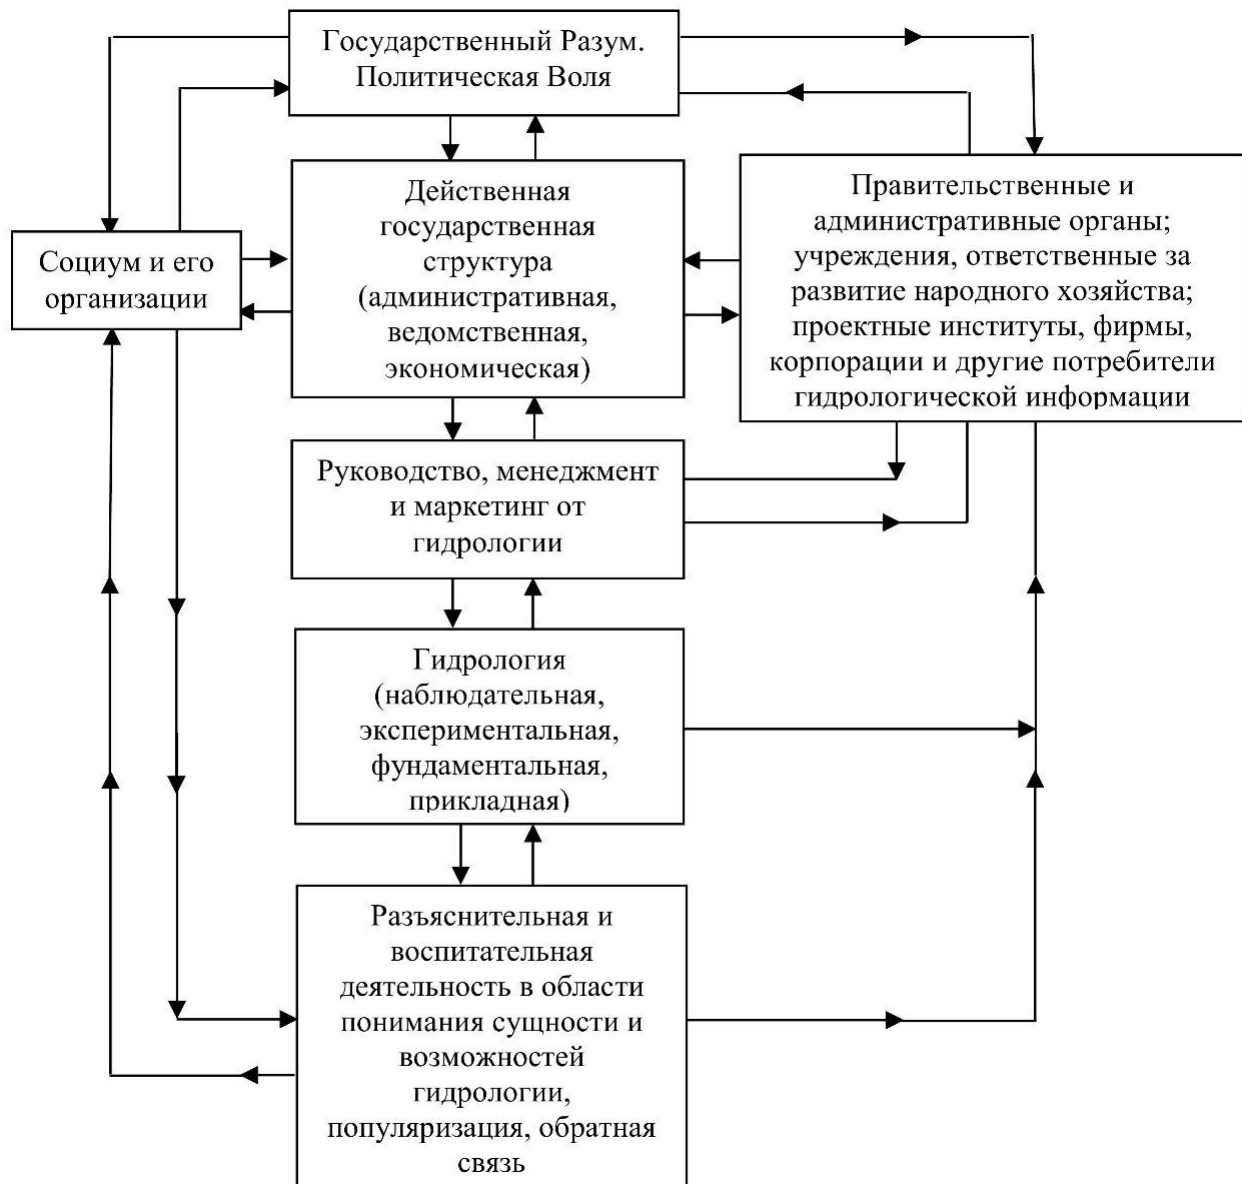 Государственный Разум.
Политическая Воля
Действенная
государственная
структура
(административная,
ведомственная,
экономическая)
Правительственные и
административные органы;
учреждения, ответственные за
развитие народного хозяйства;
проектные институты, фирмы,
корпорации и другие потребители
гидрологической информации
Социум и его
организации
Руководство, менеджмент
и маркетинг от
гидрологии
Гидрология
(наблюдательная,
экспериментальная,
фундаментальная,
прикладная)
Разъяснительная и
воспитательная
деятельность в области
понимания сущности и
возможностей
гидрологии,
популяризация, обратная
связь